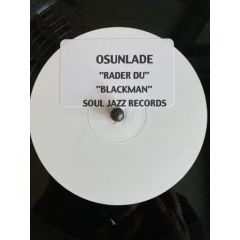 OSUNLADE
"RADER DU"
"BLACKMAN"
SOUL JAZZ RECORDS